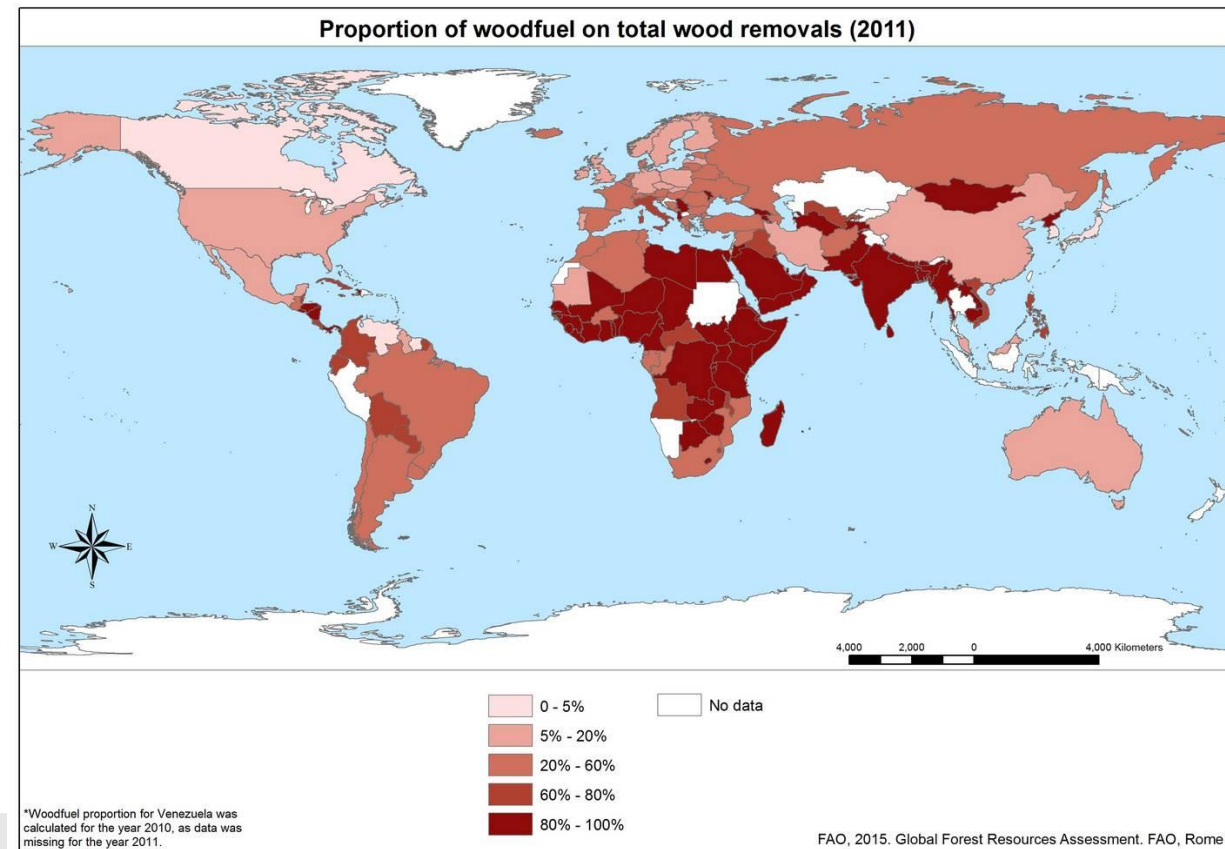 Proportion of woodfuel on total wood removals (2011)
N
W
E
S
4,000 2,000 0 4,000 Kilometers
0 - 5%
No data
5% - 20%
20% - 60%
60% - 80%
80% - 100%
*Woodfuel proportion for Venezuela was
calculated for the year 2010, as data was
missing for the year 2011.
FAO, 2015. Global Forest Resources Assessment. FAO, Rome